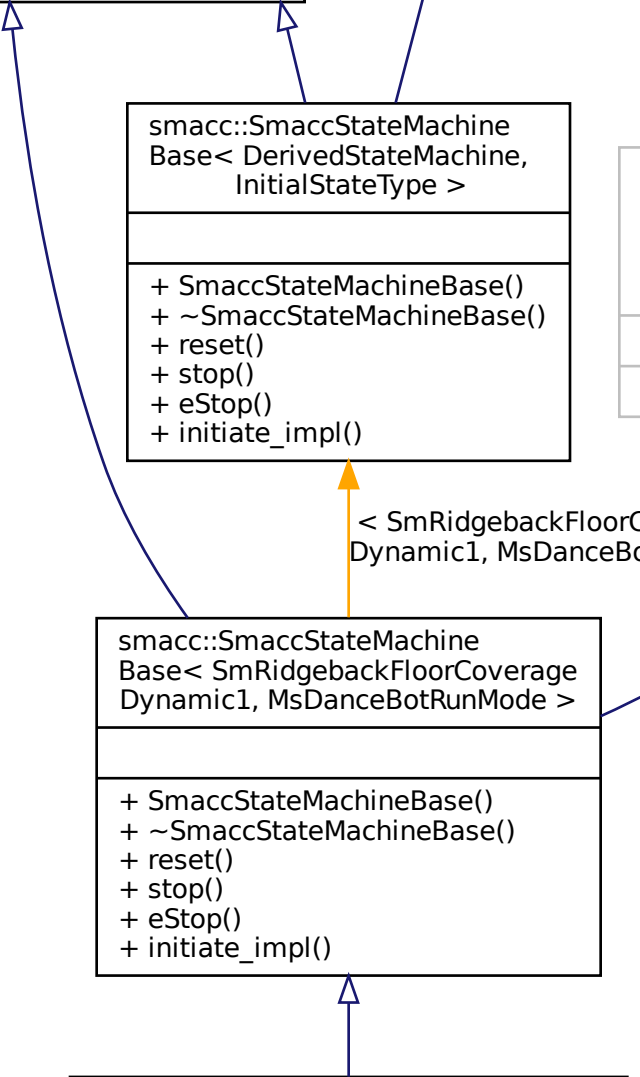 smacc::SmaccStateMachine
Base< DerivedStateMachine,
InitialStateType >
+ SmaccStateMachineBase()
+ ~SmaccStateMachineBase()
+ reset()
+ stop()
+ eStop()
+ initiate_impl()
< SmRidgebackFloorC
Dynamic1, MsDanceBo
smacc::SmaccStateMachine
Base< SmRidgebackFloorCoverage
Dynamic1, MsDanceBotRunMode >
+ SmaccStateMachineBase()
+ ~SmaccStateMachineBase()
+ reset()
+ stop()
+ eStop()
+ initiate_impl()